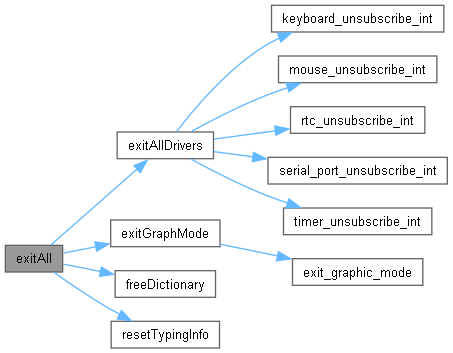 keyboard_unsubscribe_int
mouse_unsubscribe_int
rtc_unsubscribe_int
exitAllDrivers
serial_port_unsubscribe_int
timer_unsubscribe_int
exitGraphMode
exitAll
exit_graphic_mode
freeDictionary
resetTypingInfo